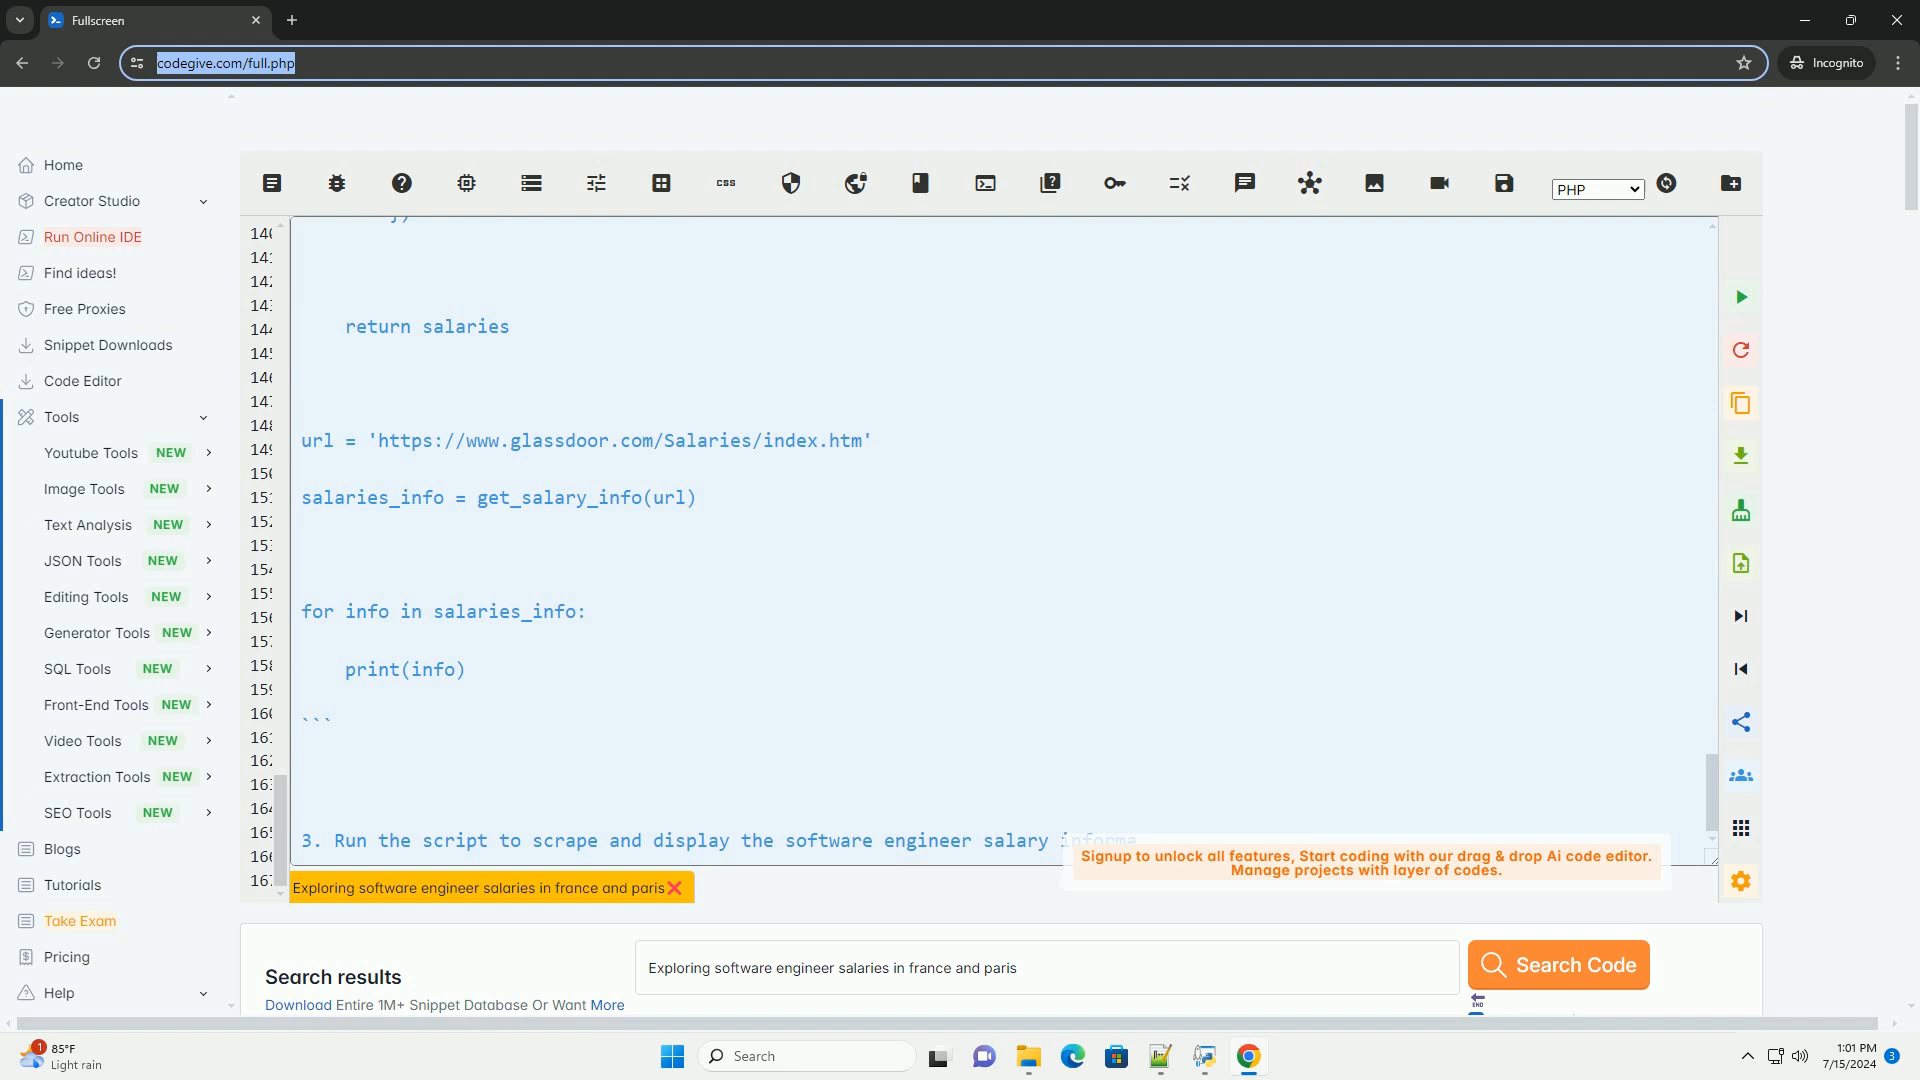 Fullscreen
codegive.com/full.php
Incognito
Home
Creator Studio
Run Online IDE
Find ideas!
Free Proxies
Snippet Downloads
Code Editor
Tools
Youtube Tools NEW
Image Tools NEW
Text Analysis NEW
JSON Tools NEW
Editing Tools NEW
Generator Tools NEW
SQL Tools NEW
Front-End Tools NEW
Video Tools NEW
Extraction Tools NEW
SEO Tools NEW
Blogs
Tutorials
Take Exam
Pricing
Help
css
PHP
return salaries
url = 'https://www.glassdoor.com/Salaries/index.htm'
salaries_info = get_salary_info(url)
for info in salaries_info:
print(info)
```
3. Run the script to scrape and display the software engineer salary informa
Signup to unlock all features, Start coding with our drag & drop Ai code editor.
Manage projects with layer of codes.
Exploring software engineer salaries in france and paris
Search results
Exploring software engineer salaries in france and paris
Search Code
Download Entire 1M+ Snippet Database Or Want More
END
1
85°F
Light rain
Search
1:01 PM
7/15/2024
3